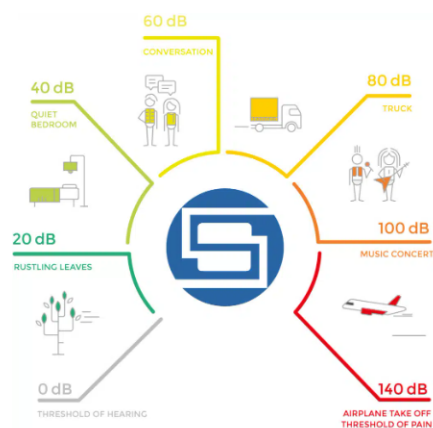 60 dB
CONVERSATION
40 dB
QUIET
BEDROOM
80 dB
TRUCK
20 dB
RUSTLING LEAVES
100 dB
MUSIC CONCERT
0 dB
THRESHOLD OF HEARING
140 dB
AIRPLANE TAKE OFF
THRESHOLD OF PAIN